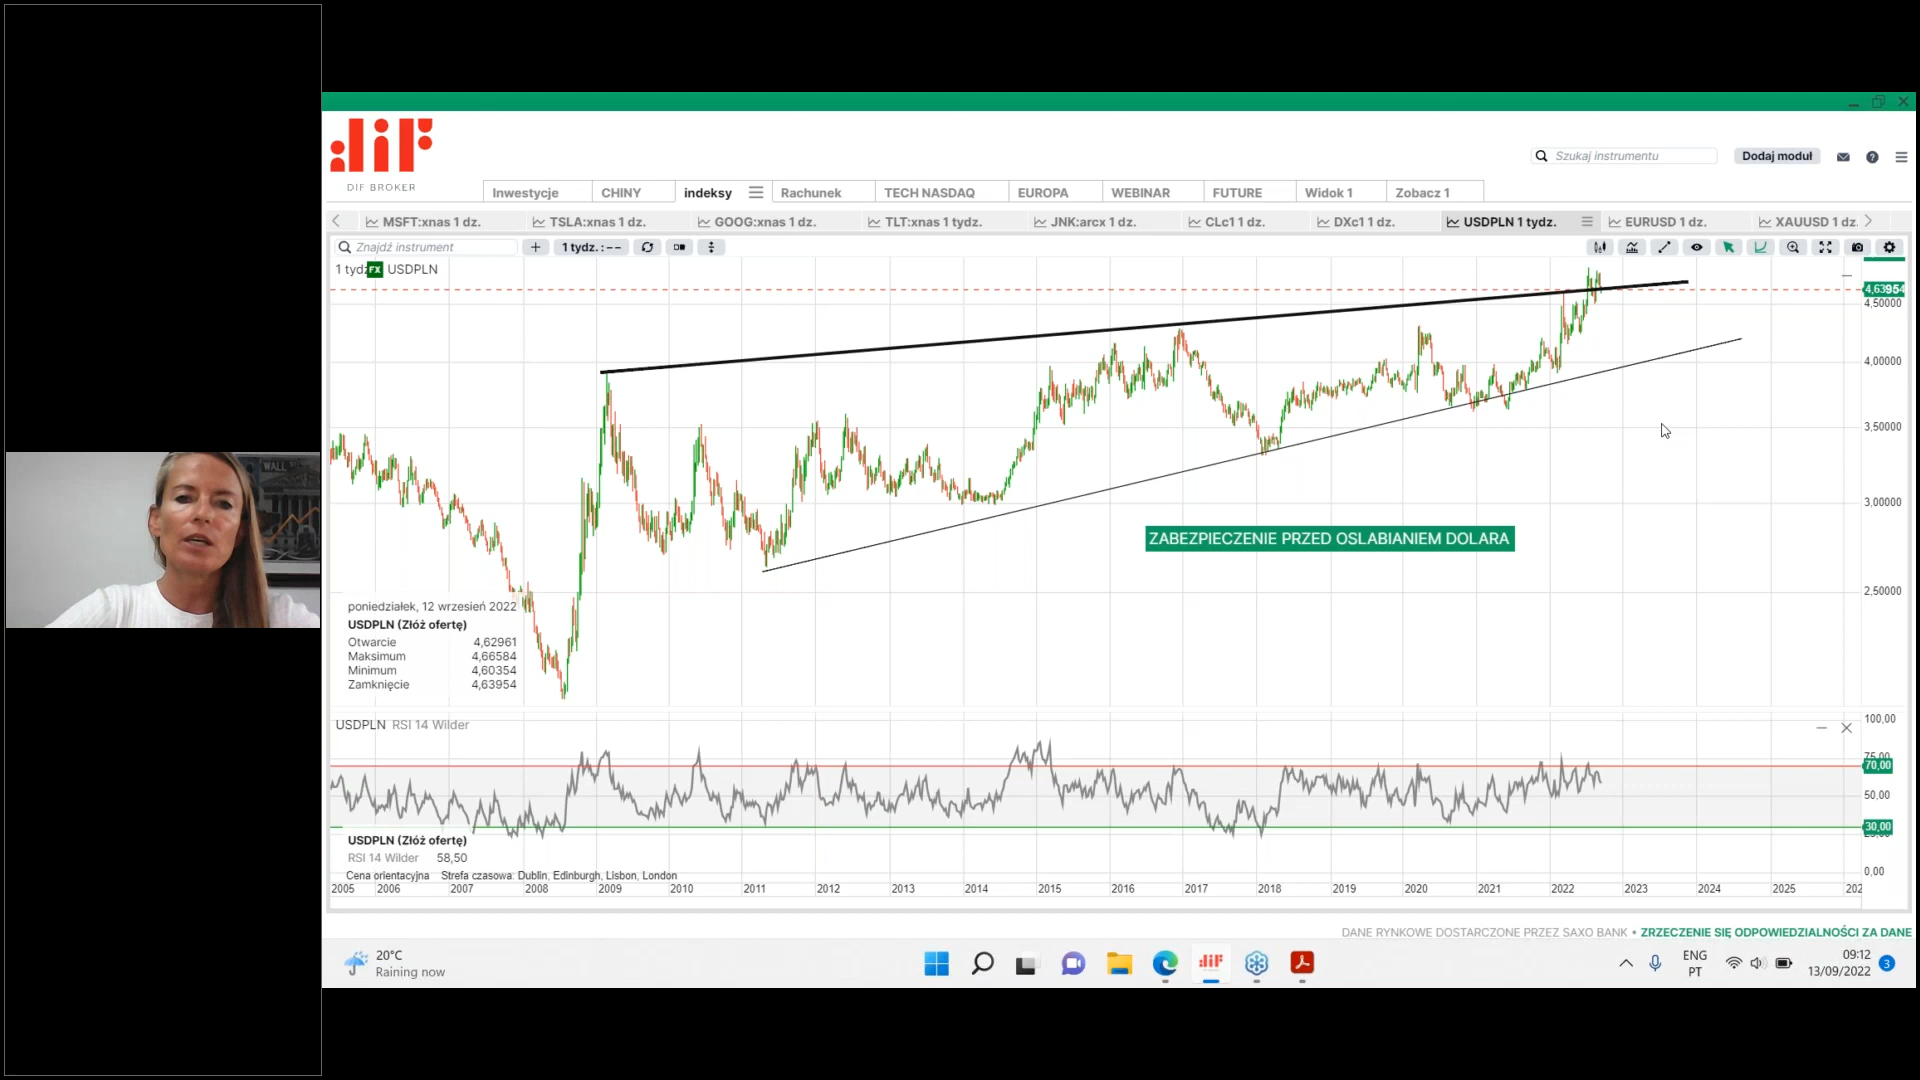 WALL
dif
DIF BROKER
Szukaj instrumentu
Dodaj moduł
Inwestycje
CHINY
indeksy
Rachunek
TECH NASDAQ
EUROPA
WEBINAR
FUTURE
Widok 1
Zobacz 1
MSFT:xnas 1 dz.
TSLA:xnas 1 dz.
GOOG:xnas 1 dz.
TLT:xnas 1 tydz.
JNK:arcx 1 dz.
CLc1 1 dz.
DXc1 1 dz.
USDPLN 1 tydz.
EURUSD 1 dz.
XAUUSD 1 dz.
Znajdź instrument
1 tydz. : – –
1 tydz
FX
USDPLN
4,63954
4,50000
4,00000
3,50000
3,00000
2,50000
ZABEZPIECZENIE PRZED OSLABIANIEM DOLARA
poniedziałek, 12 wrzesień 2022
USDPLN (Złóż ofertę)
Otwarcie 4,62961
Maksimum 4,66584
Minimum 4,60354
Zamknięcie 4,63954
USDPLN RSI 14 Wilder
100,00
75,00
70,00
50,00
30,00
0,00
USDPLN (Złóż ofertę)
RSI 14 Wilder 58,50
Cena orientacyjna Strefa czasowa: Dublin, Edinburgh, Lisbon, London
2005 2006 2007 2008 2009 2010 2011 2012 2013 2014 2015 2016 2017 2018 2019 2020 2021 2022 2023 2024 2025 202
DANE RYNKOWE DOSTARCZONE PRZEZ SAXO BANK • ZRZECZENIE SIĘ ODPOWIEDZIALNOŚCI ZA DANE
20°C
Raining now
dif
ENG
PT
09:12
13/09/2022
3